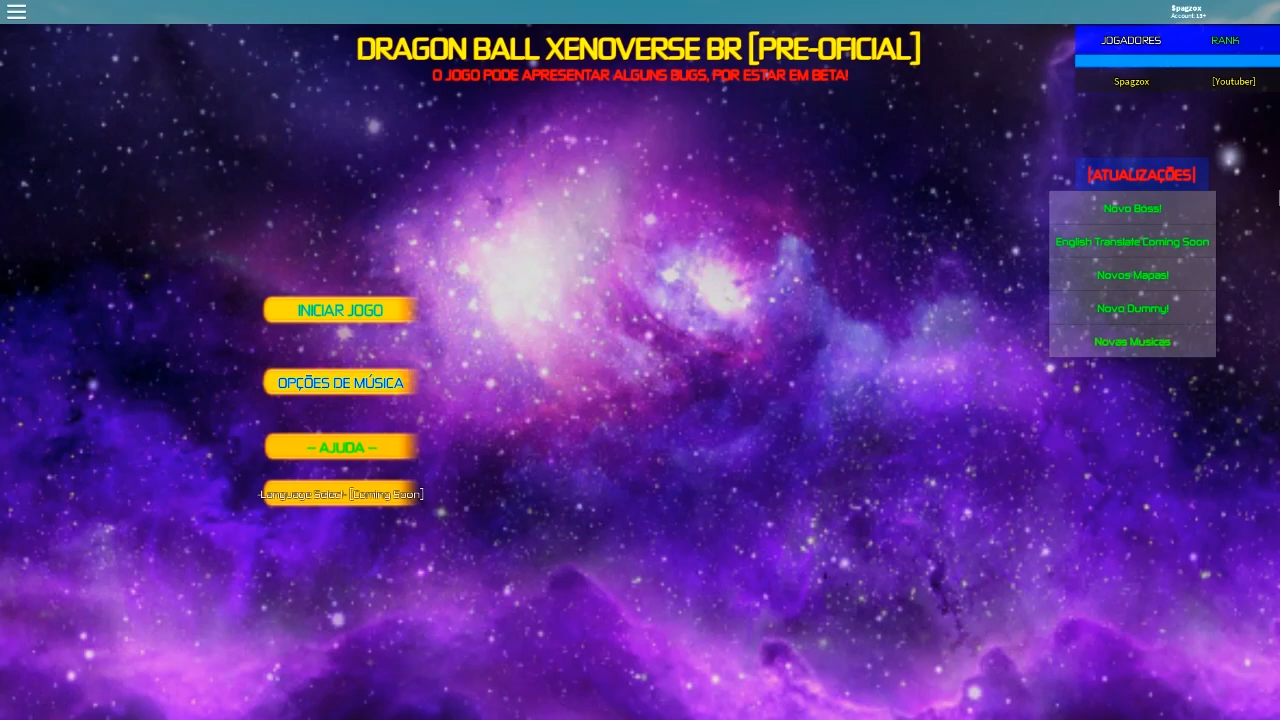 Spagzox
Account: 13+
DRAGON BALL XENOVERSE BR [PRE-OFICIAL]
O JOGO PODE APRESENTAR ALGUNS BUGS, POR ESTAR EM BETA!
JOGADORES RANK
Spagzox [Youtuber]
|ATUALIZAÇÕES|
Novo Boss!
English Translate Coming Soon
Novos Mapas!
Novo Dummy!
Novas Musicas
INICIAR JOGO
OPÇÕES DE MÚSICA
-- AJUDA --
-Language Select- [Coming Soon]